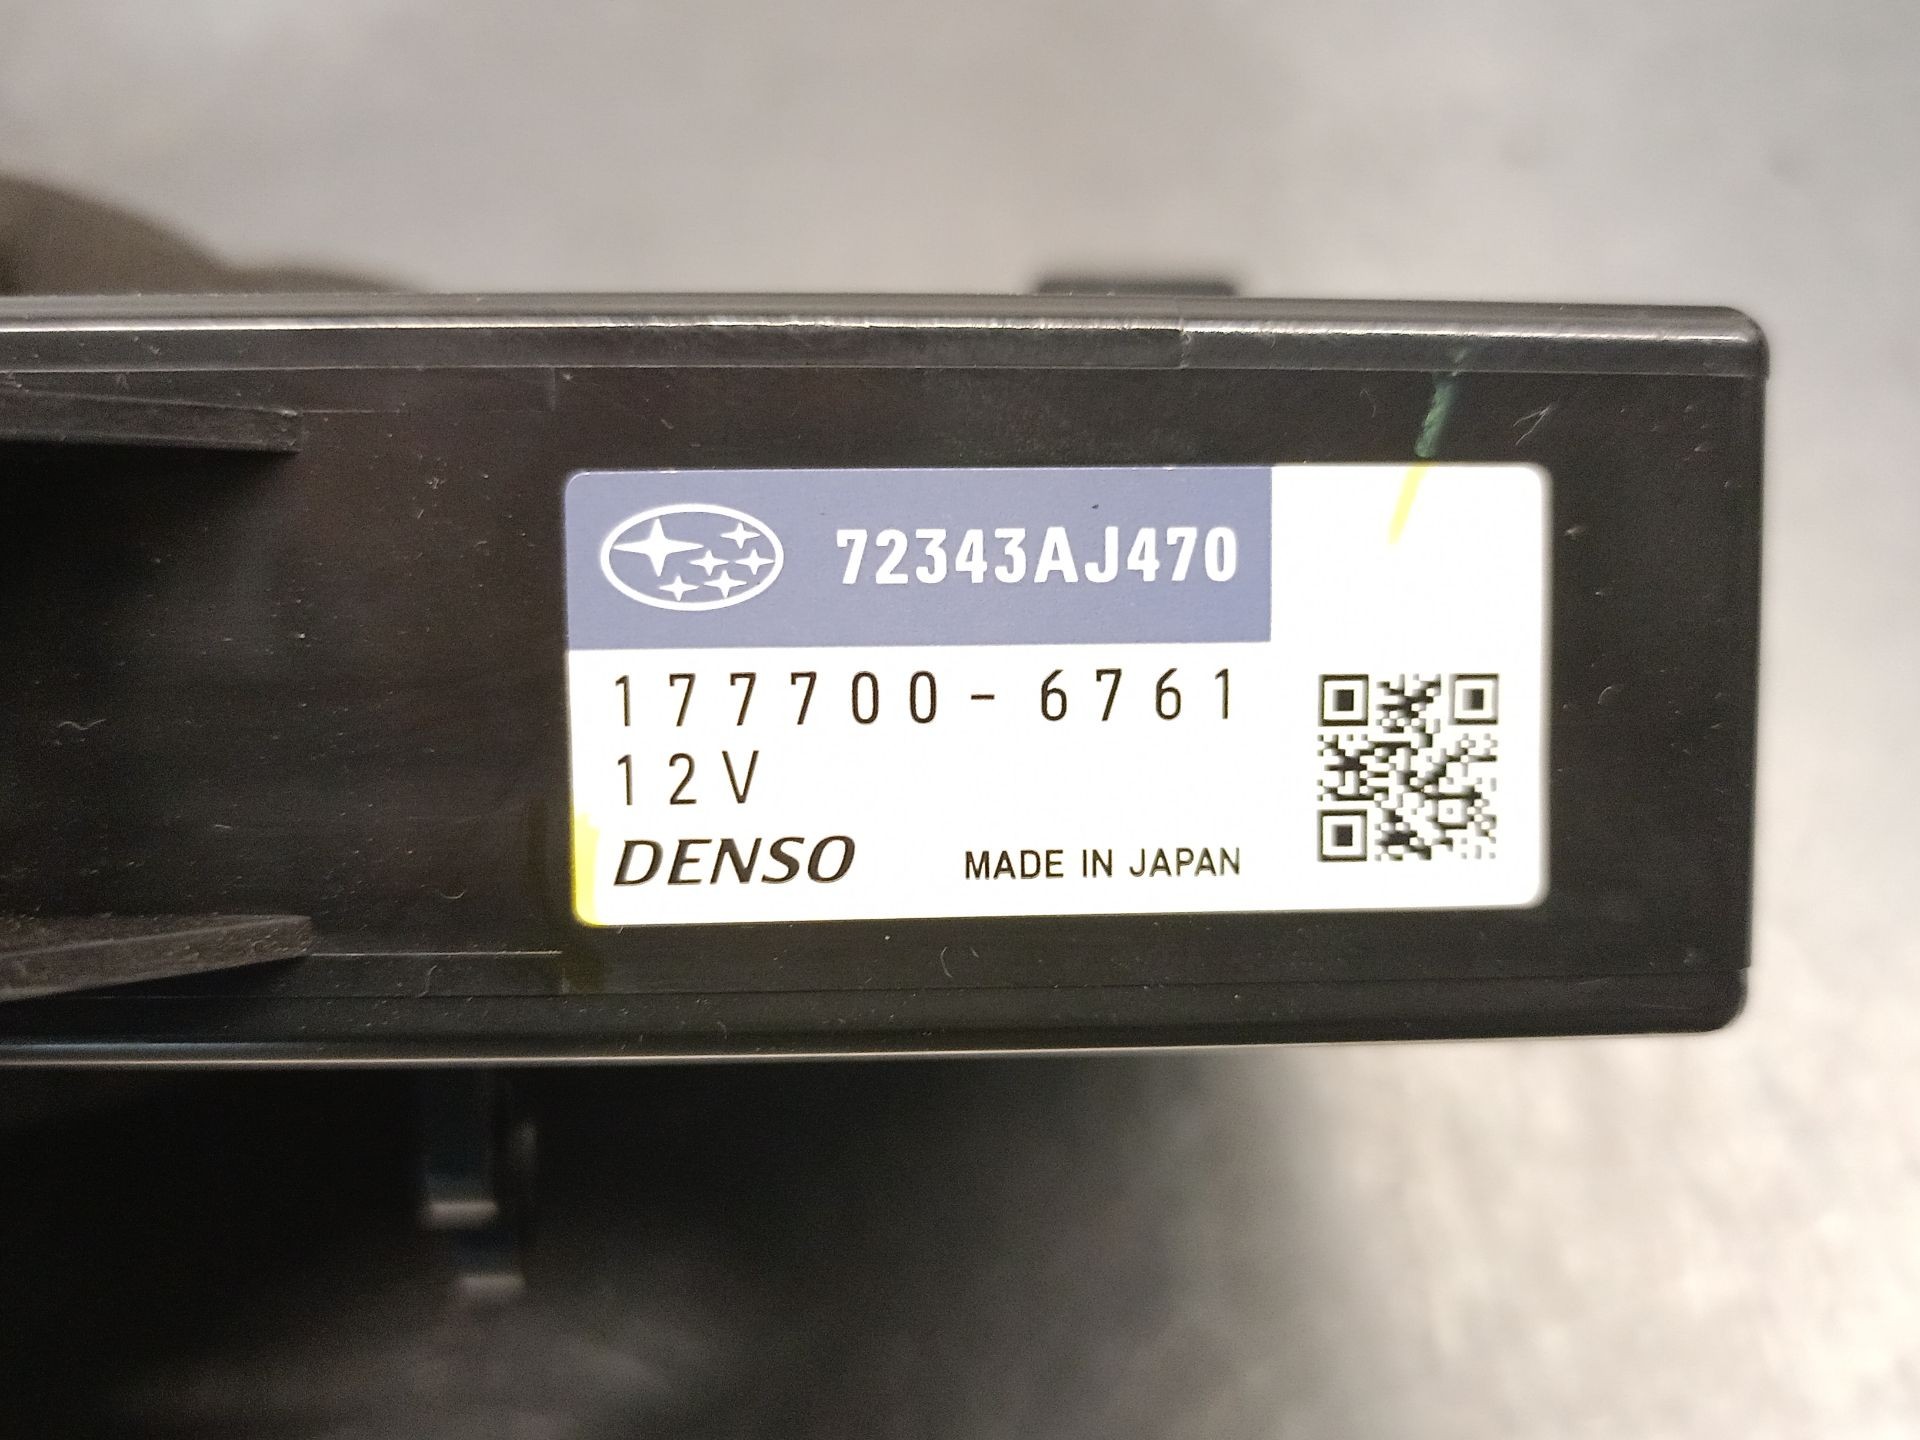 72343AJ470
177700-6761
12V
DENSO MADE IN JAPAN